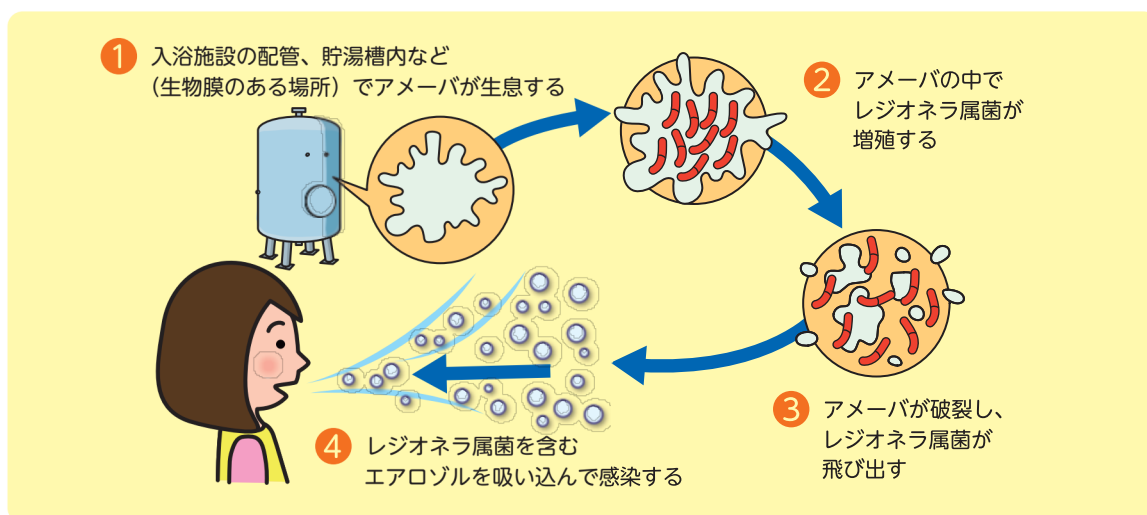 1 入浴施設の配管、貯湯槽内など
（生物膜のある場所）でアメーバが生息する
2 アメーバの中で
レジオネラ属菌が
増殖する
3 アメーバが破裂し、
レジオネラ属菌が
飛び出す
4 レジオネラ属菌を含む
エアロゾルを吸い込んで感染する